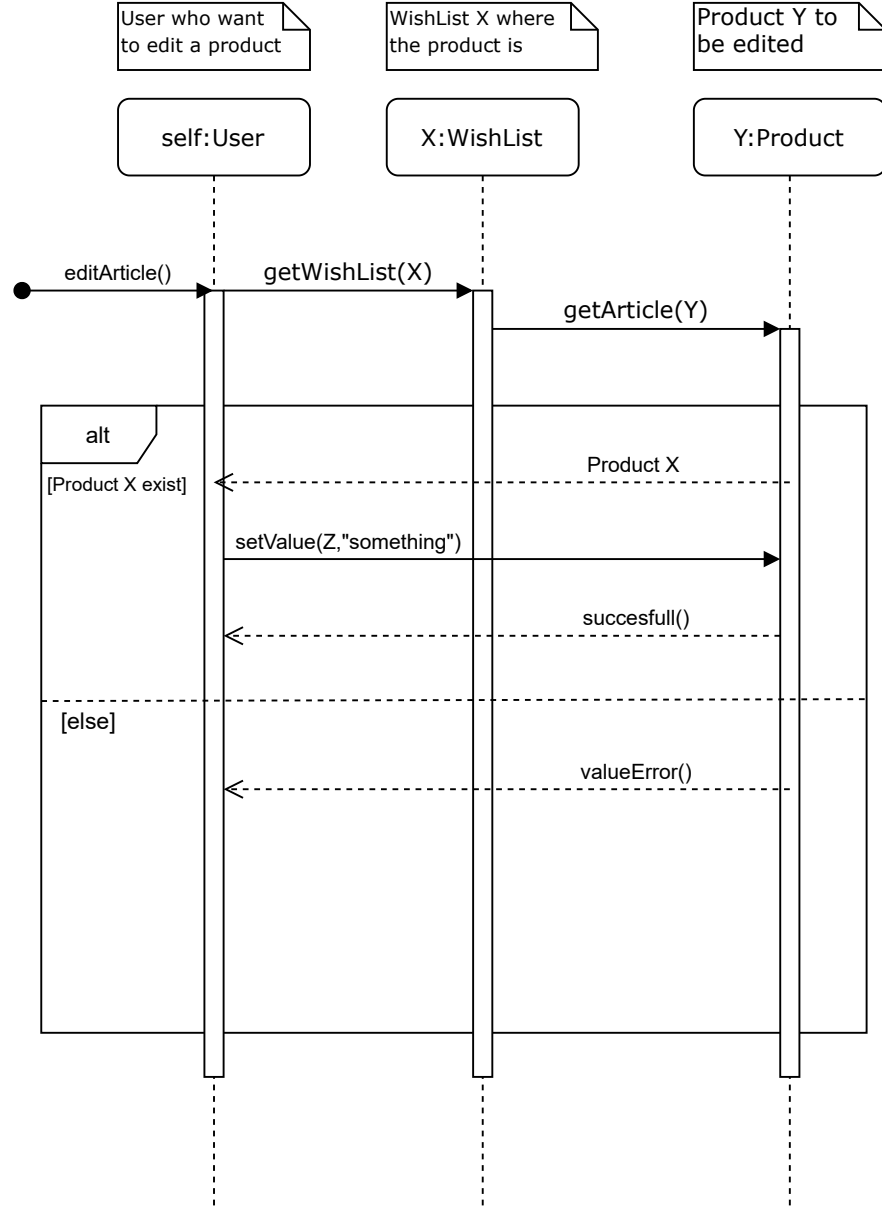 User who want
to edit a product
WishList X where
the product is
Product Y to
be edited
self:User
X:WishList
Y:Product
editArticle()
getWishList(X)
getArticle(Y)
alt
Product X
[Product X exist]
setValue(Z,"something")
succesfull()
[else]
valueError()